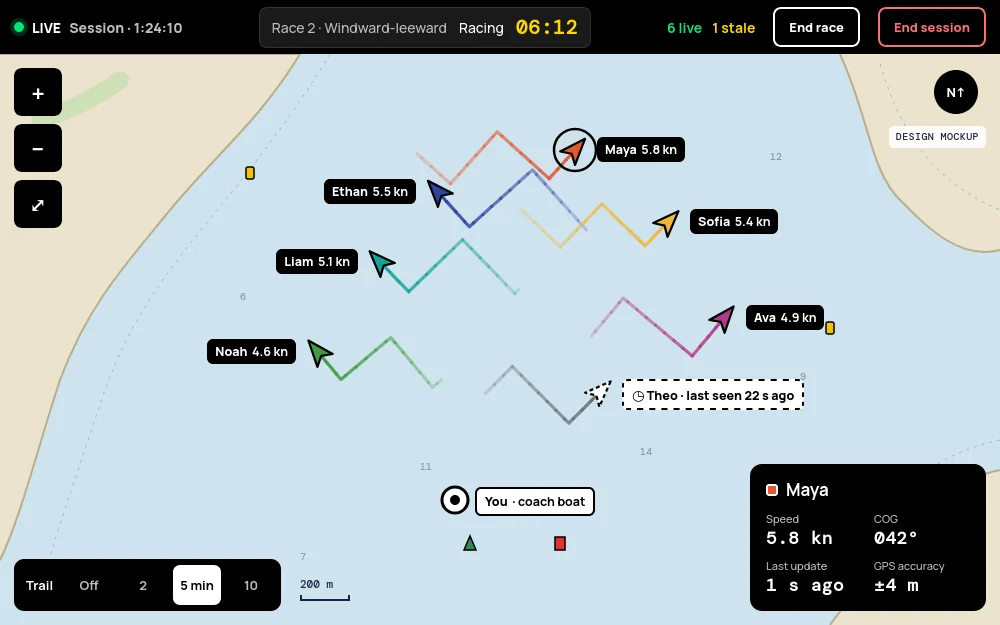 LIVE Session · 1:24:10
Race 2 · Windward-leeward Racing 06:12
6 live 1 stale
End race
End session
+
−
⤢
N↑
DESIGN MOCKUP
12
Maya 5.8 kn
Ethan 5.5 kn
Sofia 5.4 kn
Liam 5.1 kn
6
Ava 4.9 kn
Noah 4.6 kn
9
◷ Theo · last seen 22 s ago
14
11
You · coach boat
7
200 m
Trail Off 2 5 min 10
Maya
Speed COG
5.8 kn 042°
Last update GPS accuracy
1 s ago ±4 m